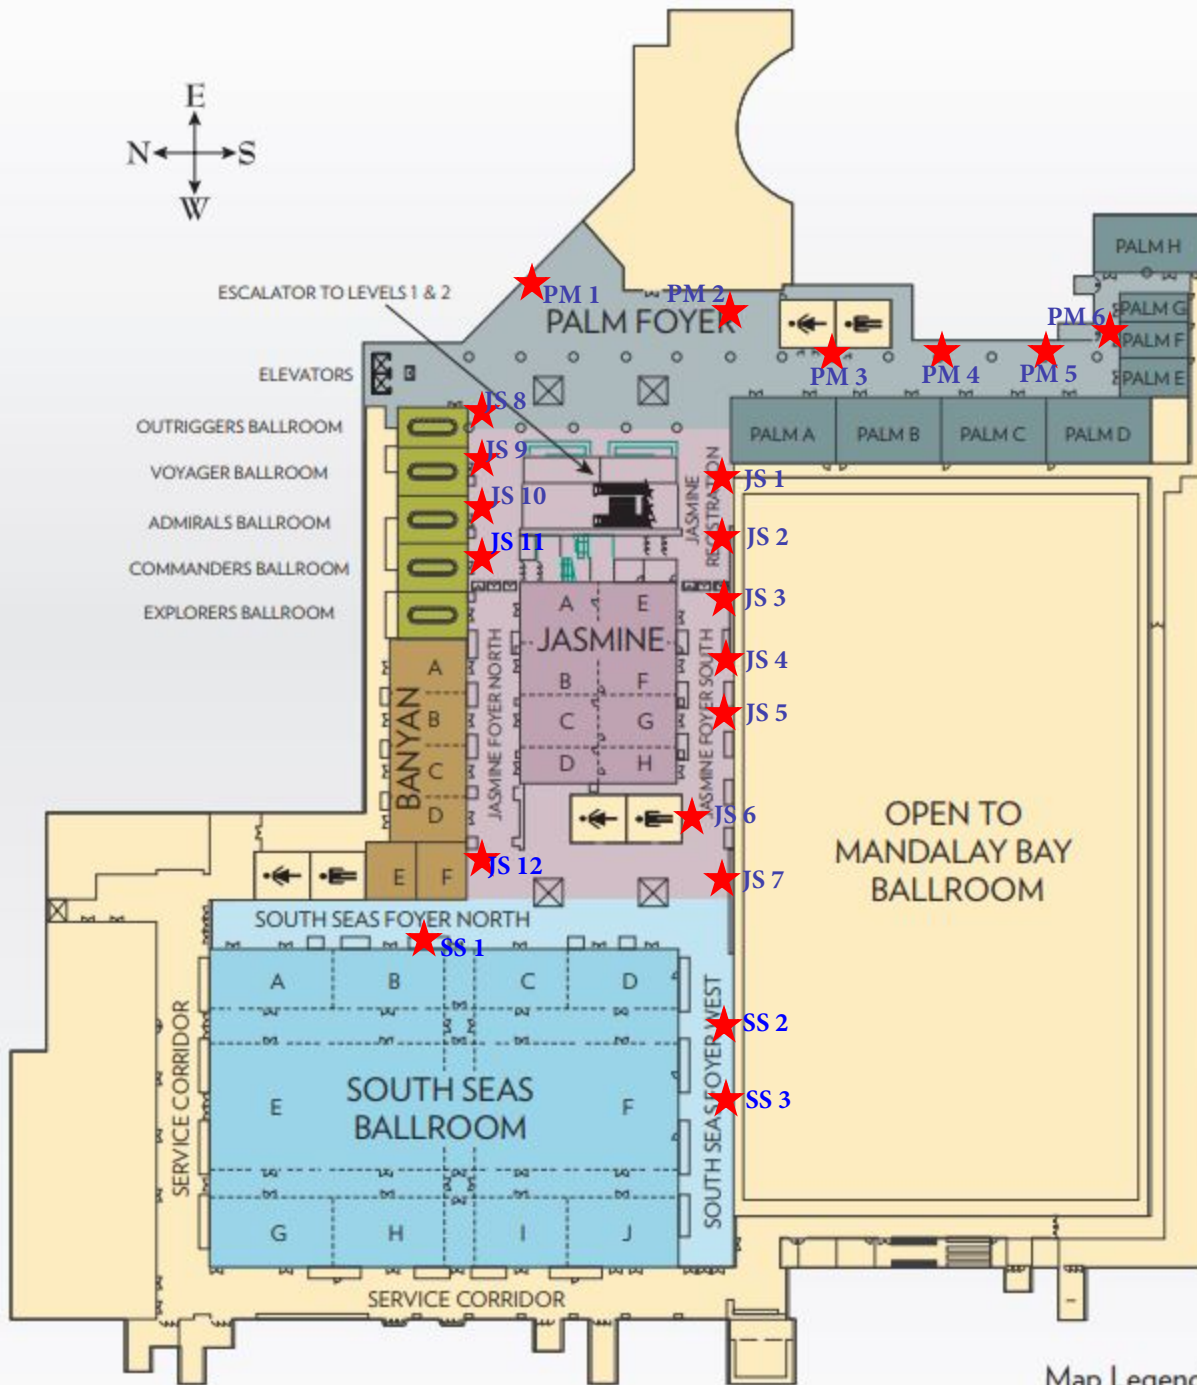 E
N
S
W
PALM H
ESCALATOR TO LEVELS 1 & 2
PM 1
PM 2
PALM FOYER
PM 3
PM 4
PM 5
PM 6
PALM G
PALM F
PALM E
ELEVATORS
PALM A
PALM B
PALM C
PALM D
OUTRIGGERS BALLROOM
VOYAGER BALLROOM
ADMIRALS BALLROOM
COMMANDERS BALLROOM
EXPLORERS BALLROOM
JS 8
JS 9
JS 10
JS 11
JASMINE
REGISTRATION
JS 1
JS 2
JS 3
JS 4
JS 5
JS 6
JS 7
A
E
JASMINE
B
F
C
G
D
H
JASMINE FOYER NORTH
JASMINE FOYER SOUTH
BANYAN
A
B
C
D
E
F
JS 12
OPEN TO
MANDALAY BAY
BALLROOM
SOUTH SEAS FOYER NORTH
SS 1
A
B
C
D
SOUTH SEAS FOYER WEST
SS 2
SS 3
SERVICE CORRIDOR
E
SOUTH SEAS
BALLROOM
F
G
H
I
J
SERVICE CORRIDOR
Map Legend